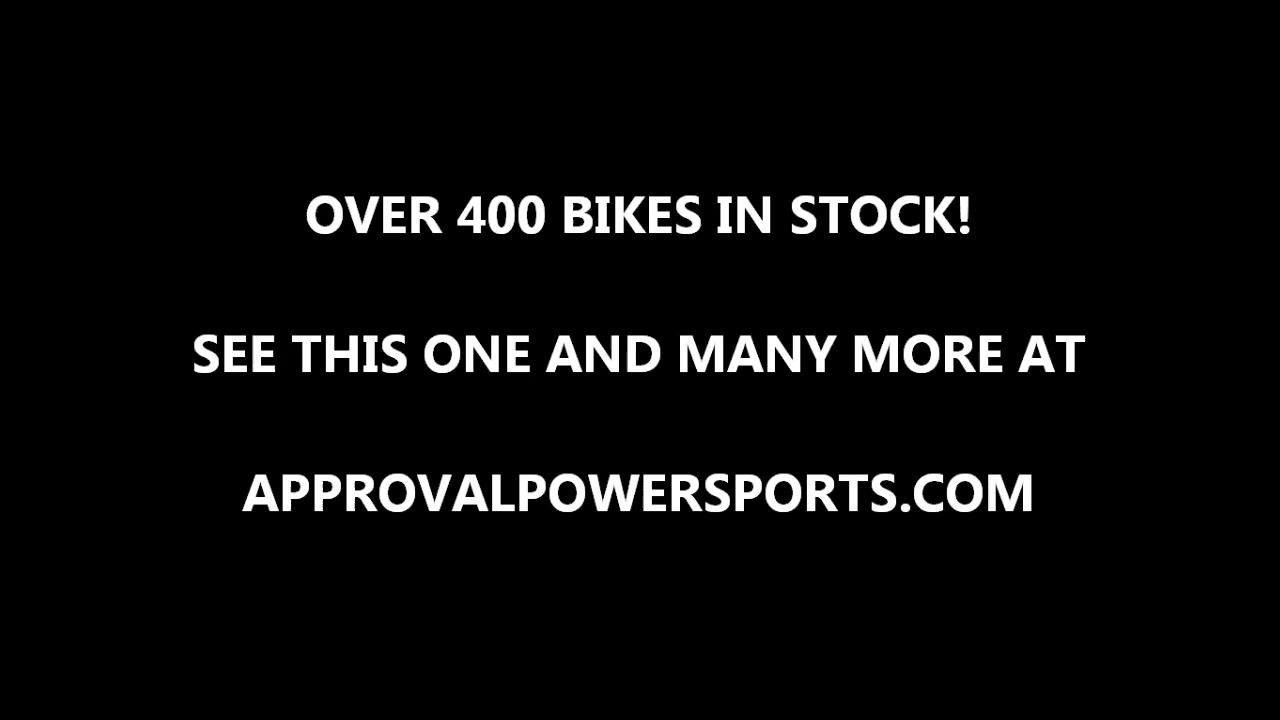 OVER 400 BIKES IN STOCK!
SEE THIS ONE AND MANY MORE AT
APPROVALPOWERSPORTS.COM